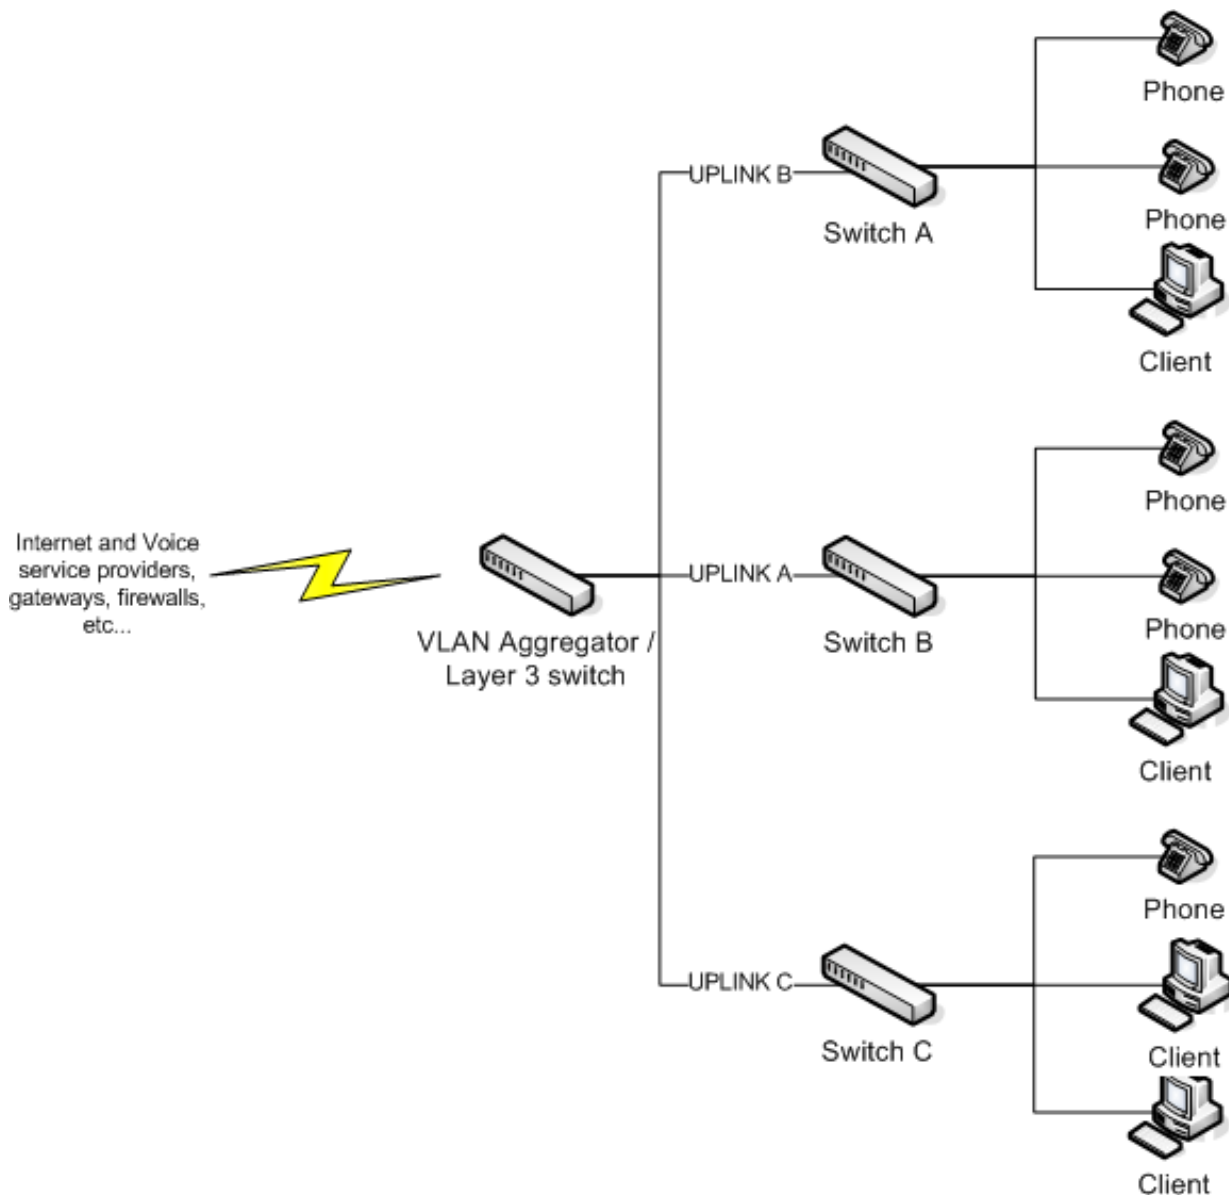 Phone
UPLINK B
Phone
Switch A
Client
Phone
Internet and Voice
service providers,
gateways, firewalls,
etc...
UPLINK A
Phone
VLAN Aggregator /
Layer 3 switch
Switch B
Client
Phone
UPLINK C
Switch C
Client
Client